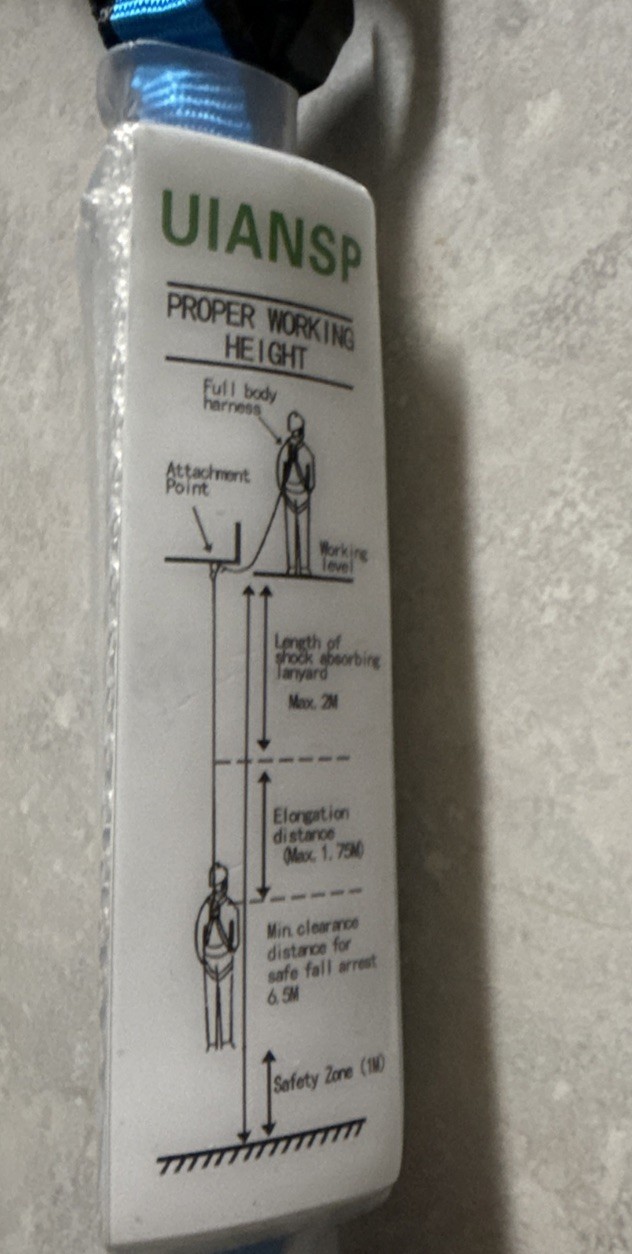 UIANSP
PROPER WORKING
HEIGHT
Full body
harness
Attachment
Point
Working
level
Length of
shock absorbing
lanyard
Max. 2M
Elongation
distance
(Max. 1.75M)
Min. clearance
distance for
safe fall arrest
6.5M
Safety Zone (1M)